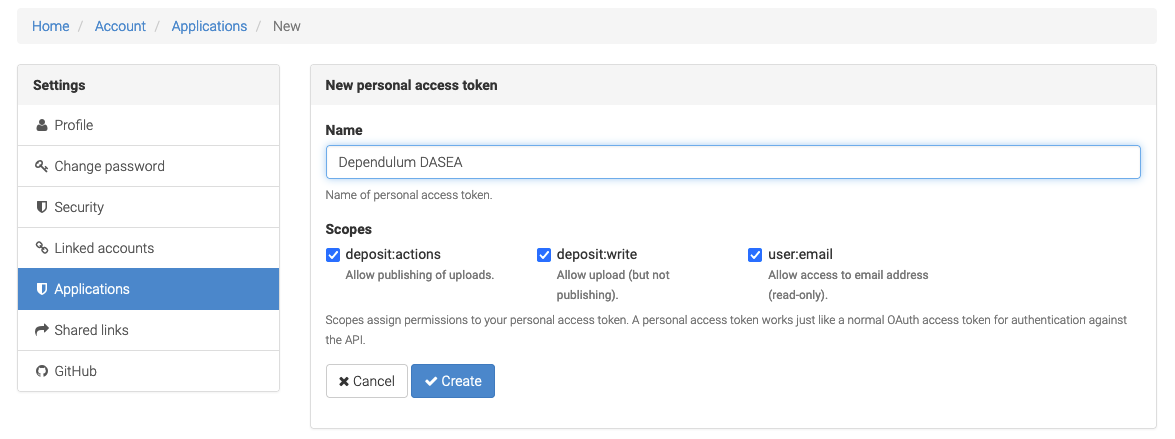 Home / Account / Applications / New
Settings
Profile
Change password
Security
Linked accounts
Applications
Shared links
GitHub
New personal access token
Name
Dependulum DASEA
Name of personal access token.
Scopes
deposit:actions
Allow publishing of uploads.
deposit:write
Allow upload (but not
publishing).
user:email
Allow access to email address
(read-only).
Scopes assign permissions to your personal access token. A personal access token works just like a normal OAuth access token for authentication against
the API.
Cancel
Create